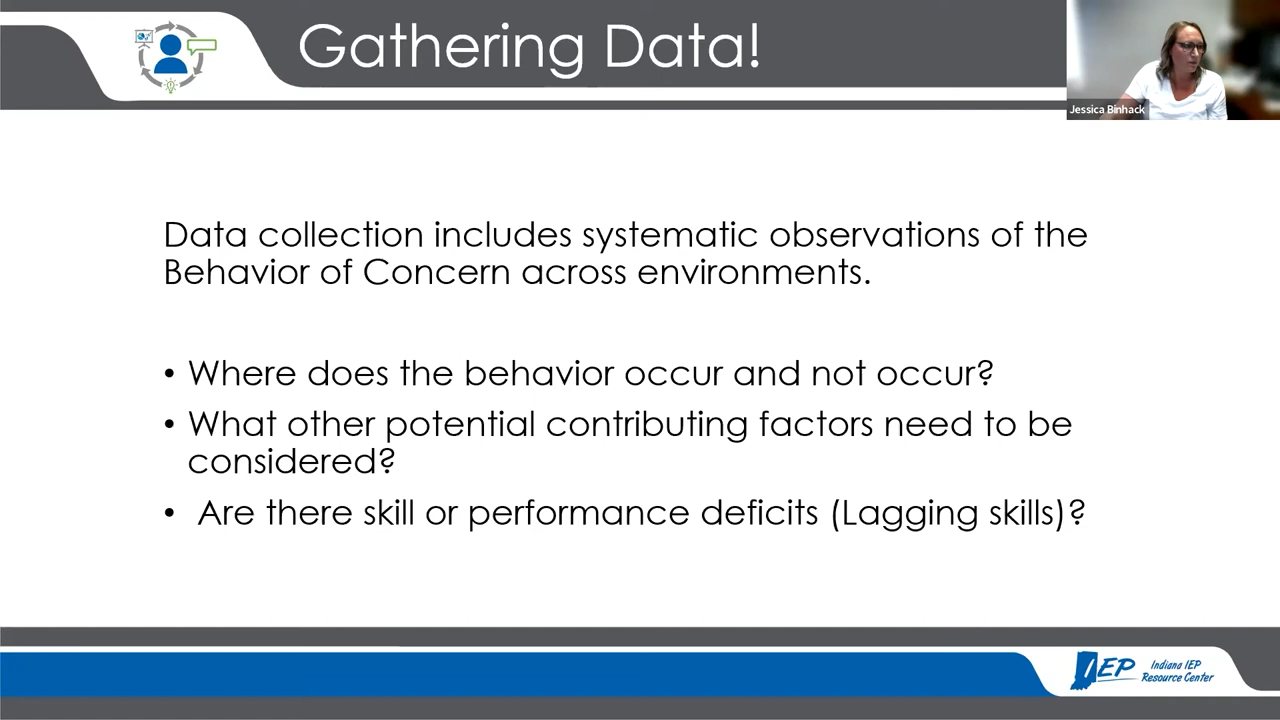 Gathering Data!
Jessica Binhack
Data collection includes systematic observations of the
Behavior of Concern across environments.
• Where does the behavior occur and not occur?
• What other potential contributing factors need to be
considered?
• Are there skill or performance deficits (Lagging skills)?
IEP
Indiana IEP
Resource Center